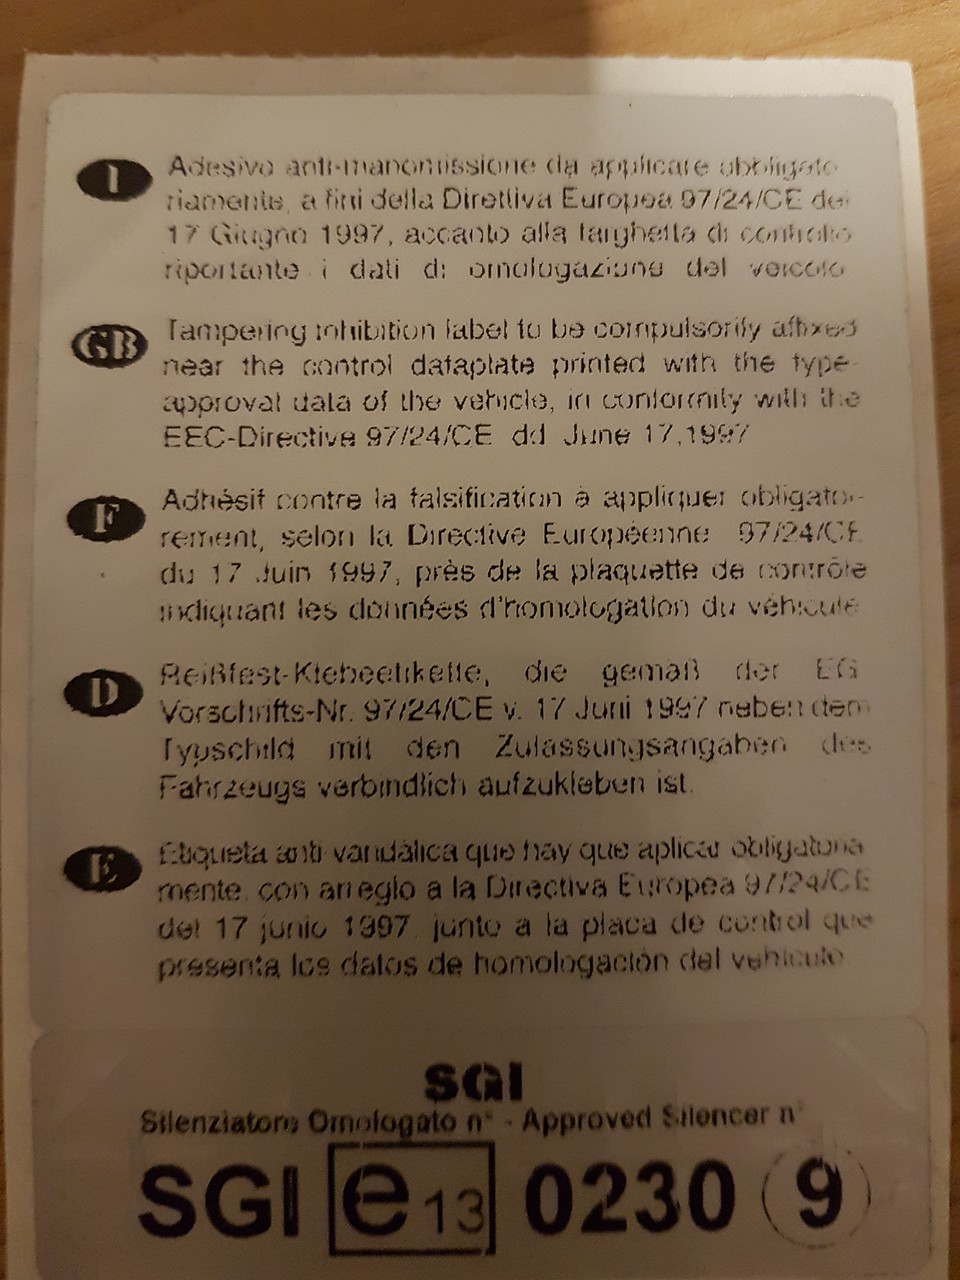 I
Adesivo anti-manomissione da applicare obbligato
riamente, a fini della Direttiva Europea 97/24/CE del
17 Giugno 1997, accanto alla targhetta di controllo
riportante i dati di omologazione del veicolo
GB
Tampering inhibition label to be compulsorily affixed
near the control dataplate printed with the type-
approval data of the vehicle, in conformity with the
EEC-Directive 97/24/CE dd June 17,1997
F
Adhésif contre la falsification à appliquer obligatoi-
rement, selon la Directive Européenne 97/24/CE
du 17 Juin 1997, près de la plaquette de contrôle
indiquant les données d'homologation du véhicule
D
Reißfest-Klebeetikette, die gemäß der EG
Vorschrifts-Nr. 97/24/CE v. 17 Juni 1997 neben dem
Typschild mit den Zulassungsangaben des
Fahrzeugs verbindlich aufzukleben ist.
E
Etiqueta anti vandálica que hay que aplicar obligatoria
mente, con arreglo a la Directiva Europea 97/24/CE
del 17 junio 1997, junto a la placa de control que
presenta los datos de homologación del vehiculo
SGI
Silenziatore Omologato n° - Approved Silencer n°
SGI e 13 0230 9